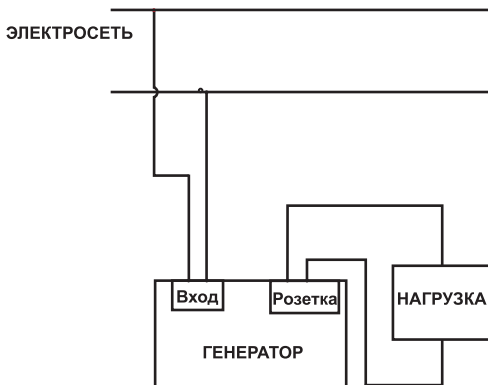 ЭЛЕКТРОСЕТЬ
Вход
Розетка
НАГРУЗКА
ГЕНЕРАТОР